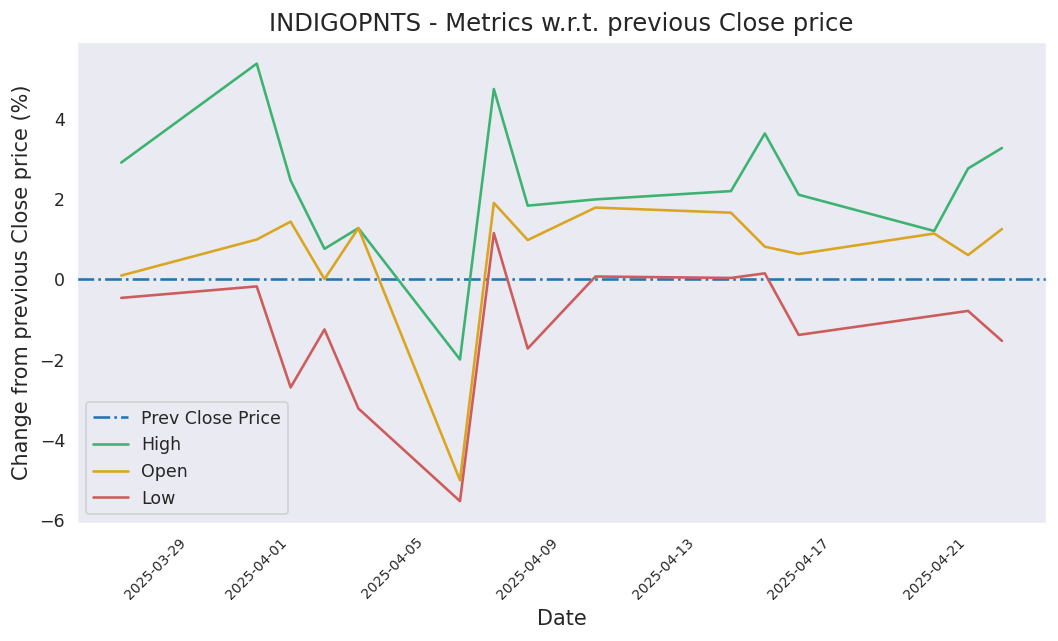 INDIGOPNTS - Metrics w.r.t. previous Close price
Change from previous Close price (%)
4
2
0
−2
−4
−6
Prev Close Price
High
Open
Low
2025-03-29
2025-04-01
2025-04-05
2025-04-09
2025-04-13
2025-04-17
2025-04-21
Date